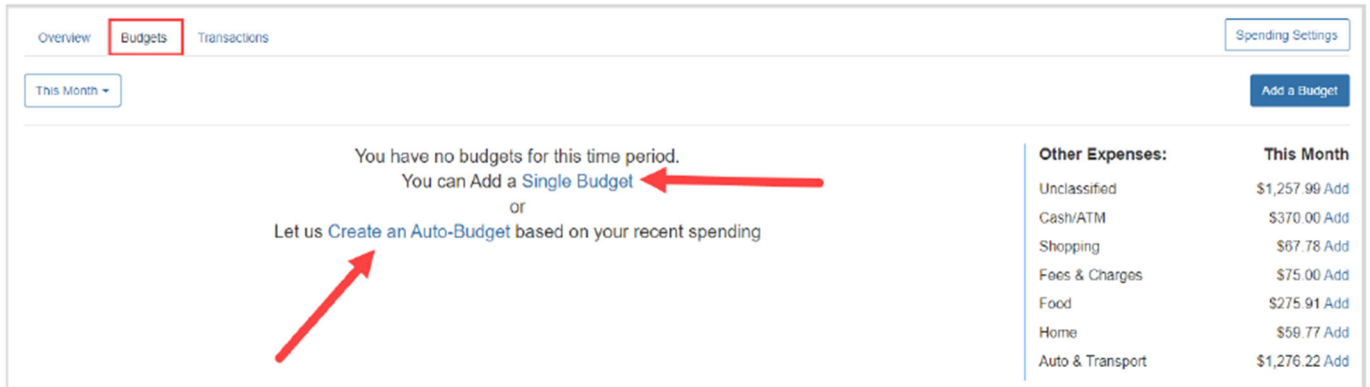 Overview Budgets Transactions Spending Settings
This Month Add a Budget
You have no budgets for this time period.
You can Add a Single Budget
or
Let us Create an Auto-Budget based on your recent spending
Other Expenses: This Month
Unclassified $1,257.99 Add
Cash/ATM $370.00 Add
Shopping $67.78 Add
Fees & Charges $75.00 Add
Food $275.91 Add
Home $59.77 Add
Auto & Transport $1,276.22 Add